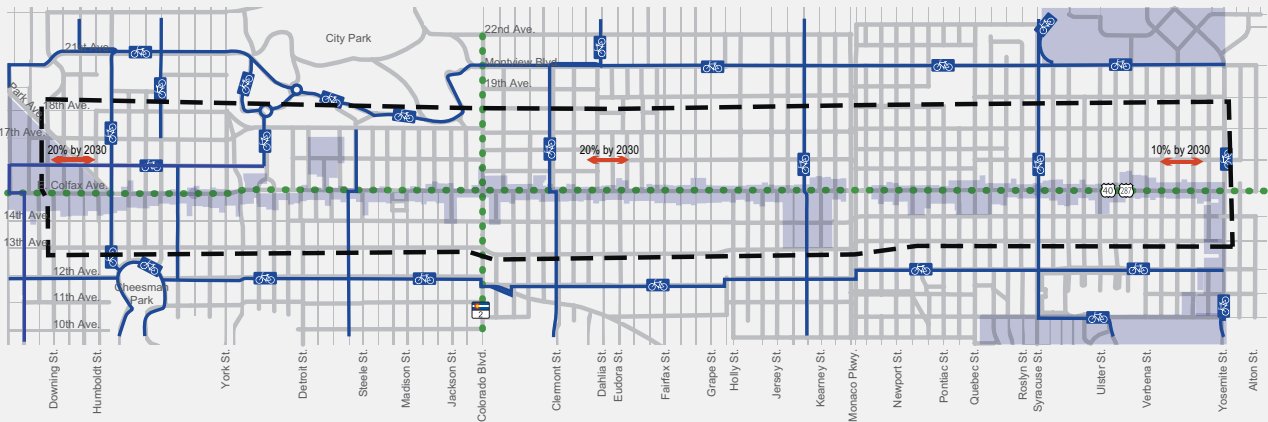 22nd Ave.
City Park
21st Ave.
Montview Blvd.
19th Ave.
Park Ave.
18th Ave.
17th Ave.
20% by 2030
20% by 2030
10% by 2030
E. Colfax Ave.
40
287
14th Ave.
13th Ave.
12th Ave.
Cheesman
Park
11th Ave.
2
10th Ave.
Downing St.
Humboldt St.
York St.
Detroit St.
Steele St.
Madison St.
Jackson St.
Colorado Blvd.
Clermont St.
Dahlia St.
Eudora St.
Fairfax St.
Grape St.
Holly St.
Jersey St.
Kearney St.
Monaco Pkwy.
Newport St.
Pontiac St.
Quebec St.
Roslyn St.
Syracuse St.
Ulster St.
Verbena St.
Yosemite St.
Alton St.